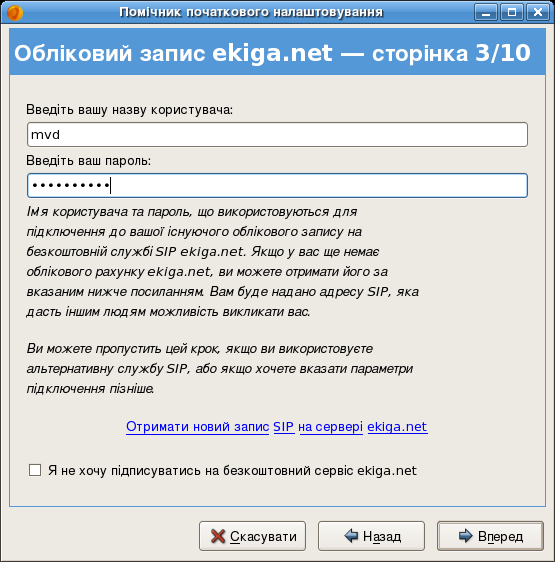 Помічник початкового налаштовування
Обліковий запис ekiga.net — сторінка 3/10
Введіть вашу назву користувача:
mvd
Введіть ваш пароль:
••••••••••
Імя користувача та пароль, що використовуються для
підключення до вашої існуючого облікового запису на
безкоштовній службі SIP ekiga.net. Якщо у вас ще немає
облікового рахунку ekiga.net, ви можете отримати його за
вказаним нижче посиланням. Вам буде надано адресу SIP, яка
дасть іншим людям можливість викликати вас.
Ви можете пропустить цей крок, якщо ви використовуєте
альтернативну службу SIP, або якщо хочете вказати параметри
підключення пізніше.
Отримати новий запис SIP на сервері ekiga.net
Я не хочу підписуватись на безкоштовний сервіс ekiga.net
Скасувати Назад Вперед